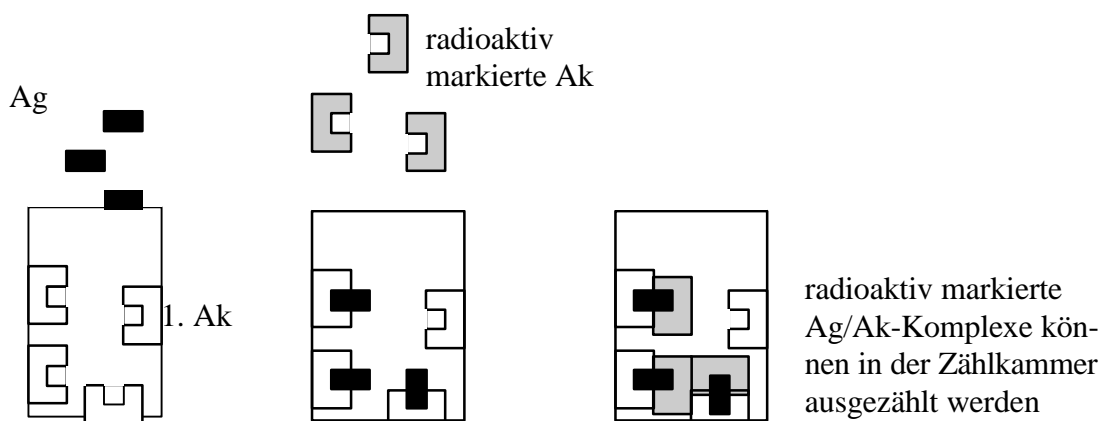 radioaktiv
markierte Ak
Ag
1. Ak
radioaktiv markierte
Ag/Ak-Komplexe kön-
nen in der Zählkammer
ausgezählt werden